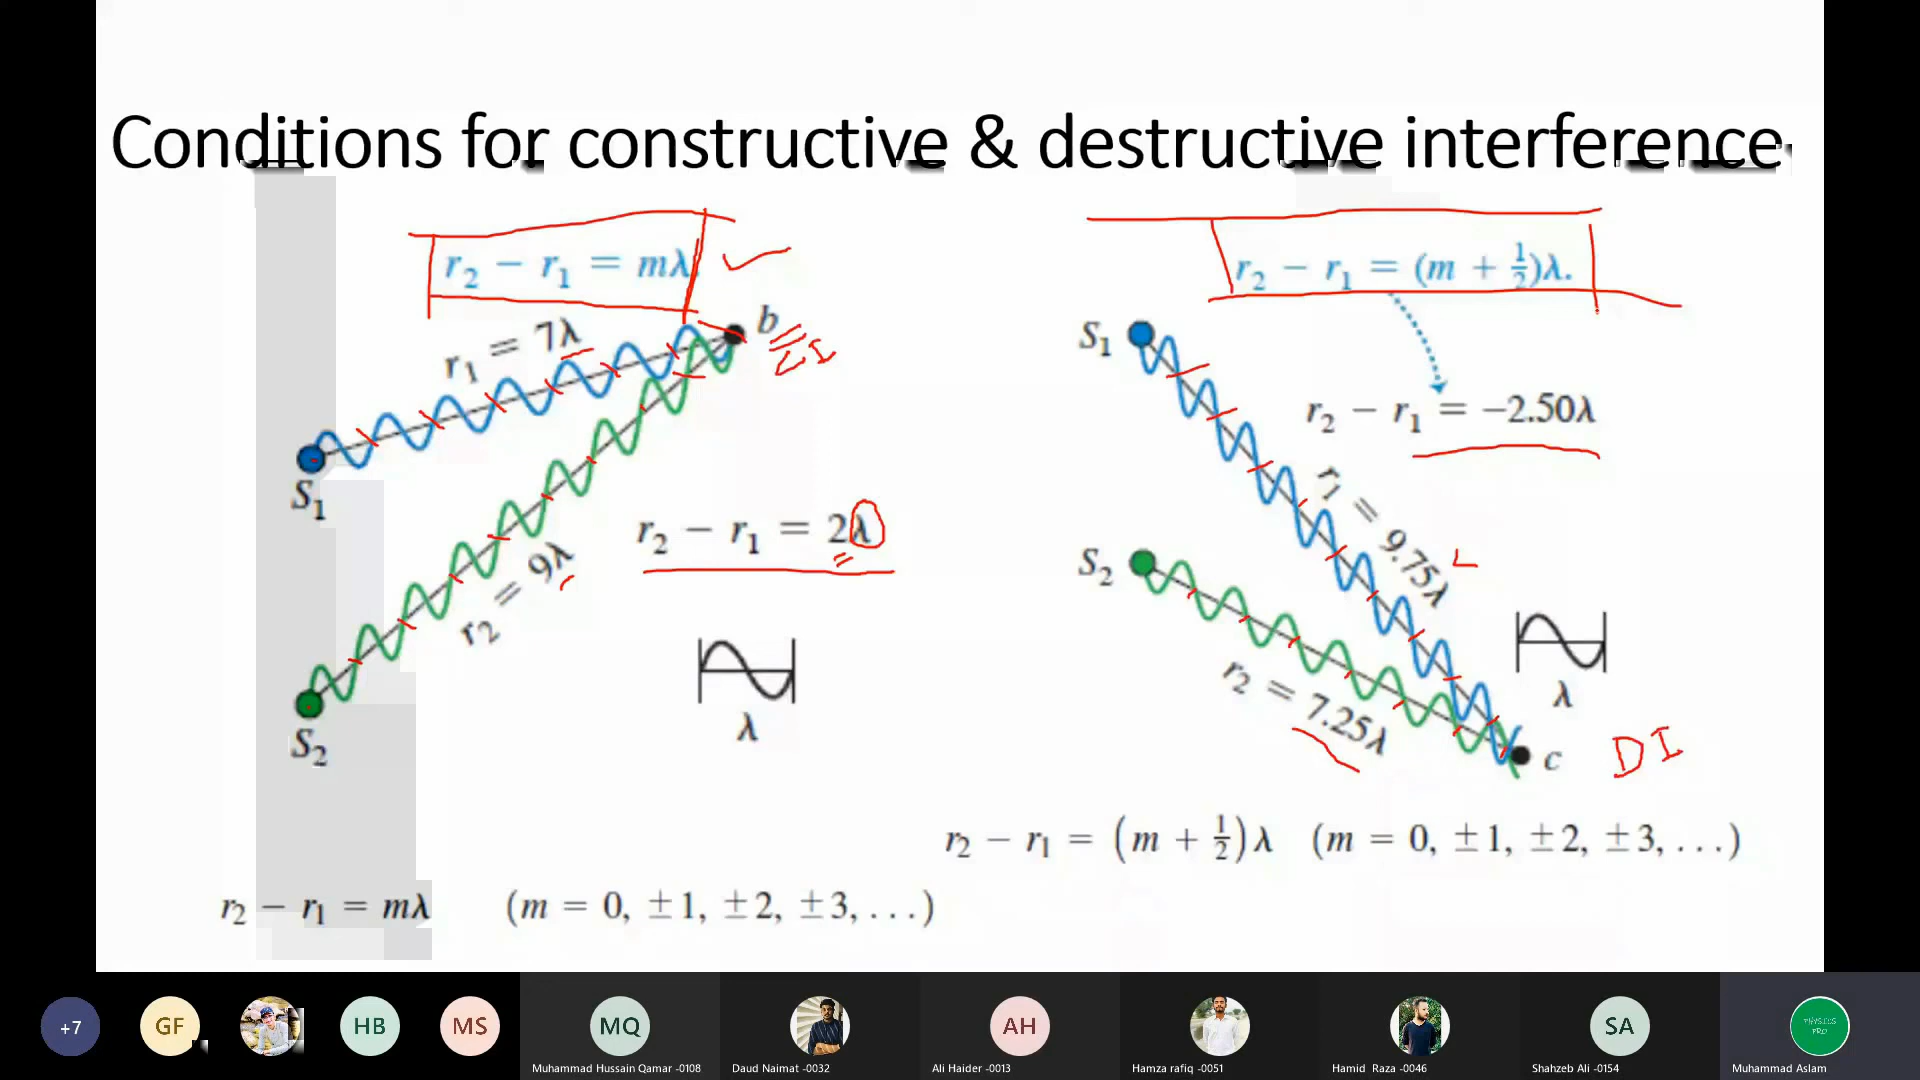 Conditions for constructive & destructive interference
r₂ − r₁ = mλ
r₁ = 7λ
b
CI
S₁
r₂ − r₁ = 2λ
r₂ = 9λ
λ
S₂
r₂ − r₁ = (m + ½)λ.
S₁
r₂ − r₁ = −2.50λ
r₁ = 9.75λ
S₂
r₂ = 7.25λ
λ
c
DI
r₂ − r₁ = (m + ½)λ (m = 0, ±1, ±2, ±3, ...)
r₂ − r₁ = mλ (m = 0, ±1, ±2, ±3, ...)
+7
GF
HB
MS
MQ
AH
SA
PHYSICS
PRO
Muhammad Hussain Qamar -0108
Daud Naimat -0032
Ali Haider -0013
Hamza rafiq -0051
Hamid Raza -0046
Shahzeb Ali -0154
Muhammad Aslam